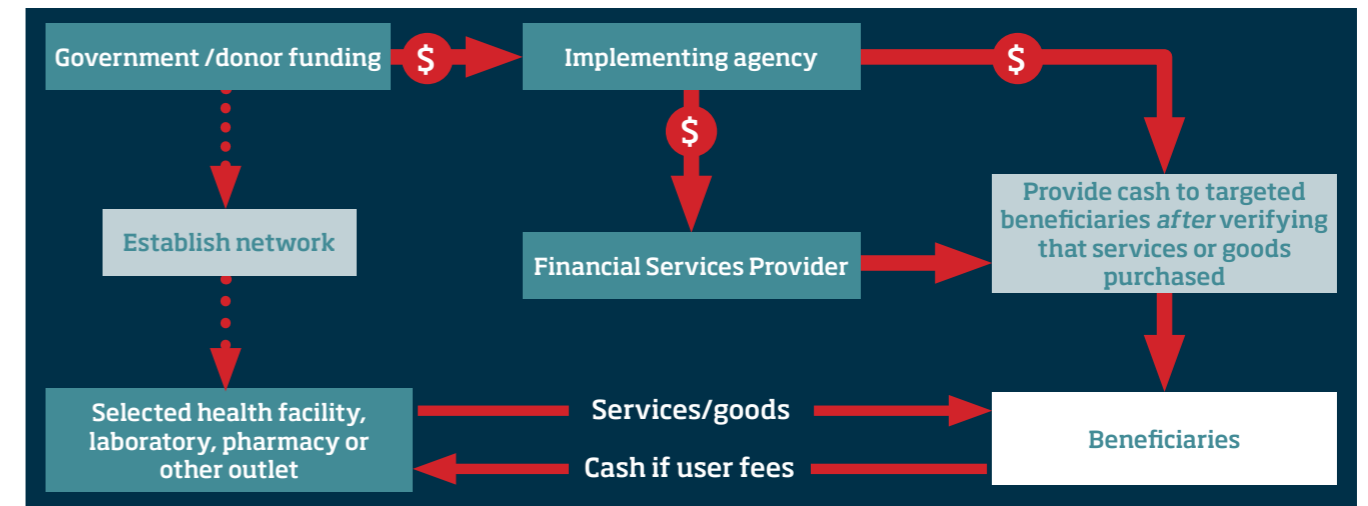 Government /donor funding
$
Implementing agency
$
$
Establish network
Financial Services Provider
Provide cash to targeted
beneficiaries after verifying
that services or goods
purchased
Selected health facility,
laboratory, pharmacy or
other outlet
Services/goods
Cash if user fees
Beneficiaries